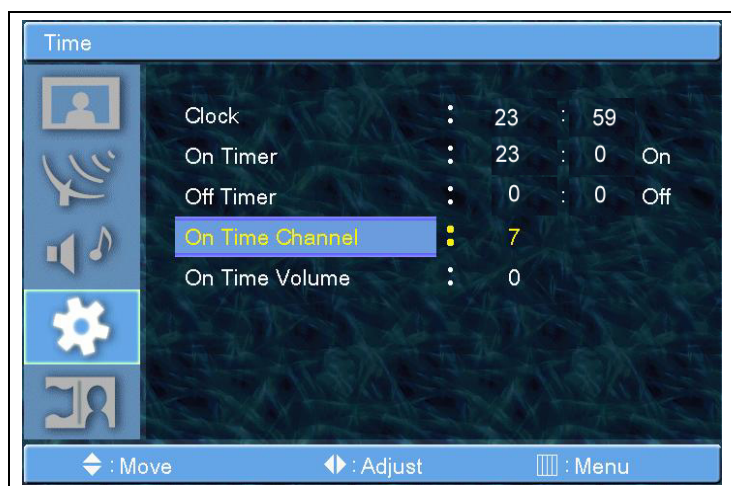 Time
Clock : 23 : 59
On Timer : 23 : 0 On
Off Timer : 0 : 0 Off
On Time Channel : 7
On Time Volume : 0
: Move : Adjust : Menu